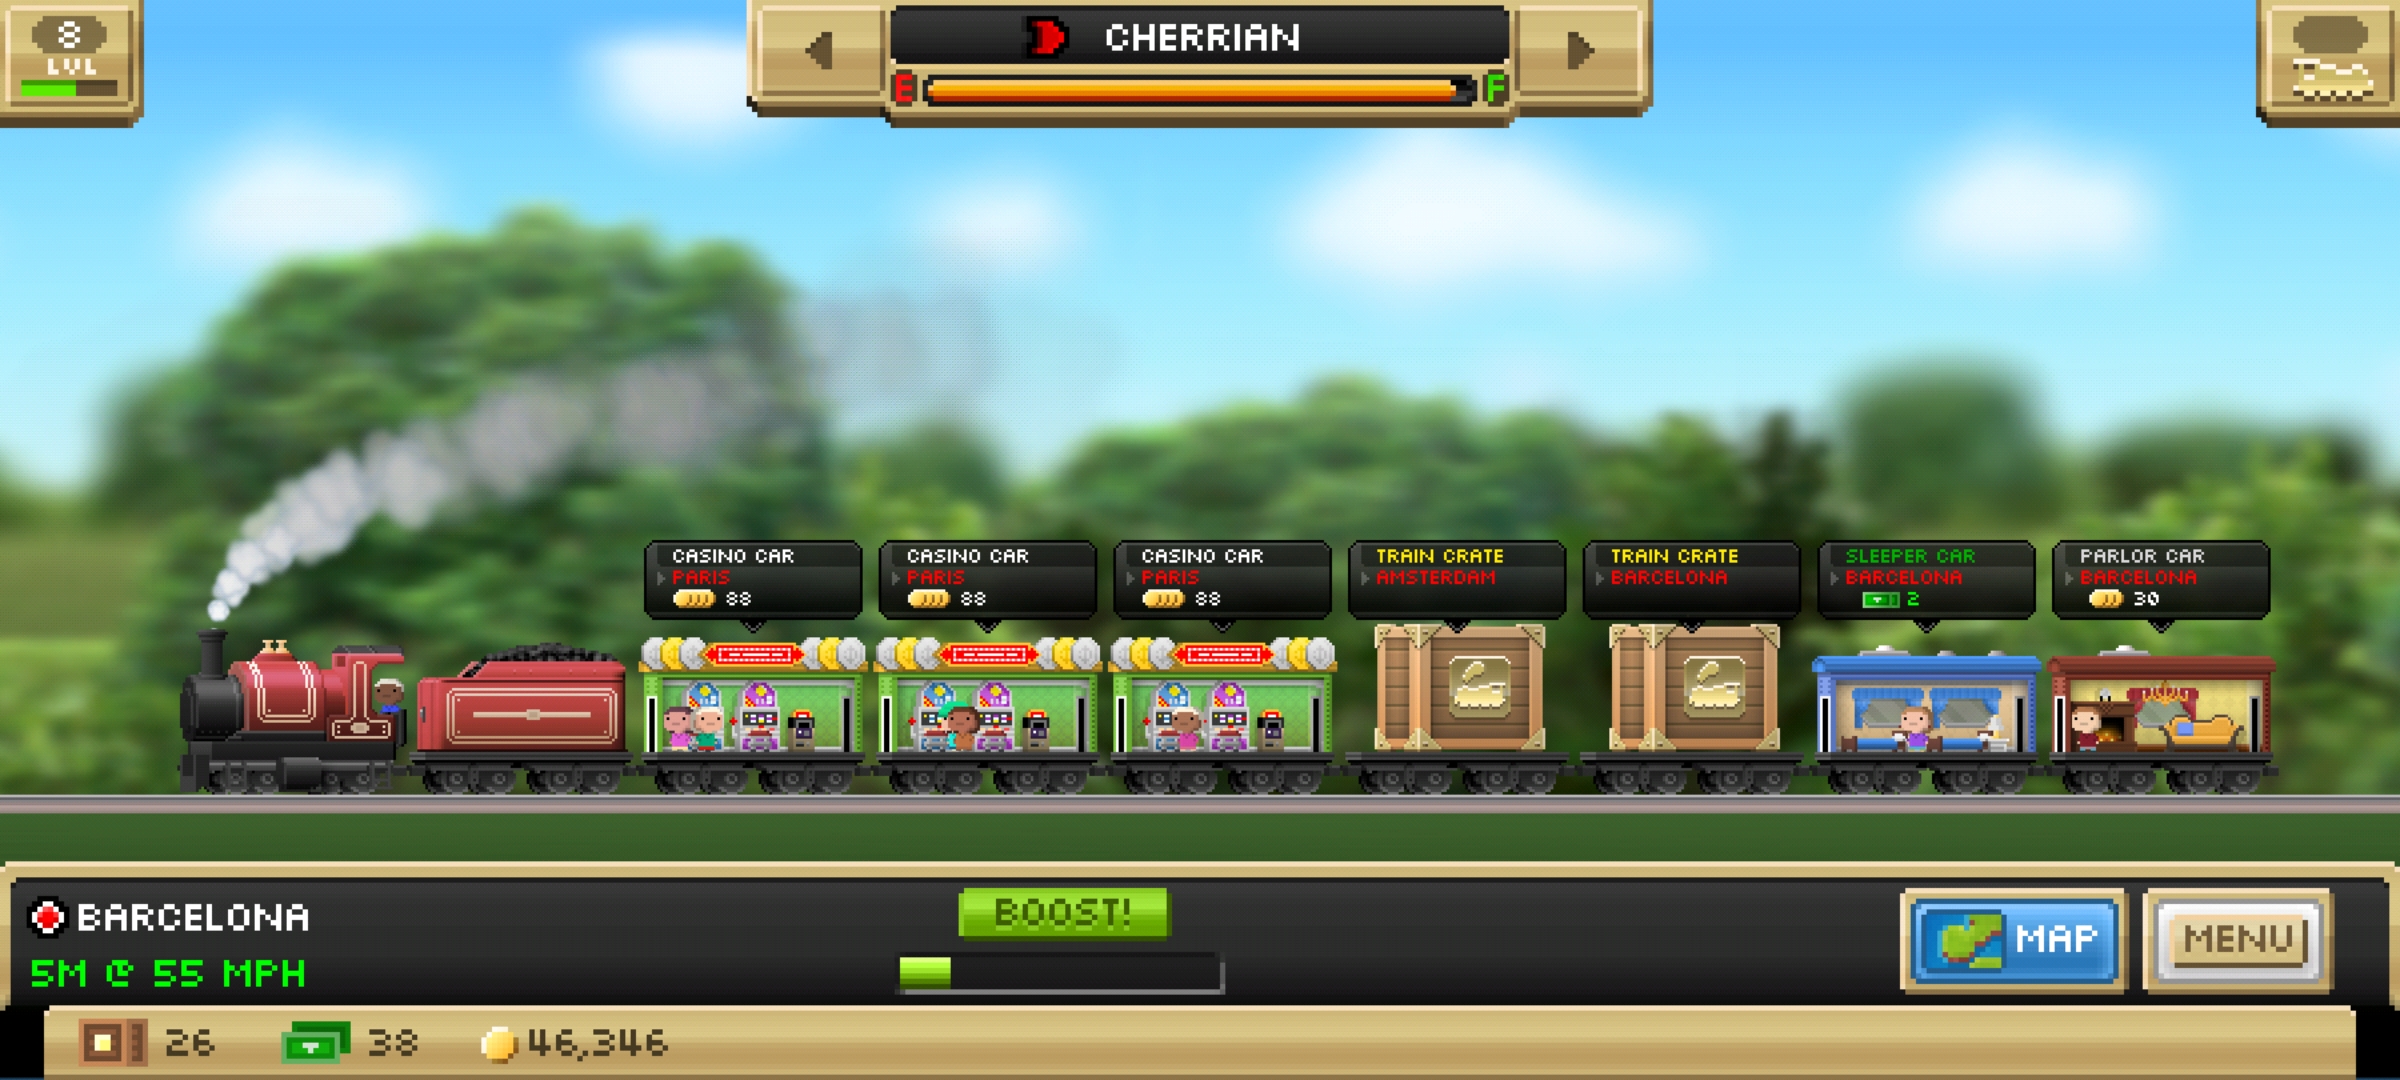 8
LVL
CHERRIAN
E F
CASINO CAR
PARIS
88
CASINO CAR
PARIS
88
CASINO CAR
PARIS
88
TRAIN CRATE
AMSTERDAM
TRAIN CRATE
BARCELONA
SLEEPER CAR
BARCELONA
2
PARLOR CAR
BARCELONA
30
BARCELONA
5M @ 55 MPH
BOOST!
MAP
MENU
26
38
46,346